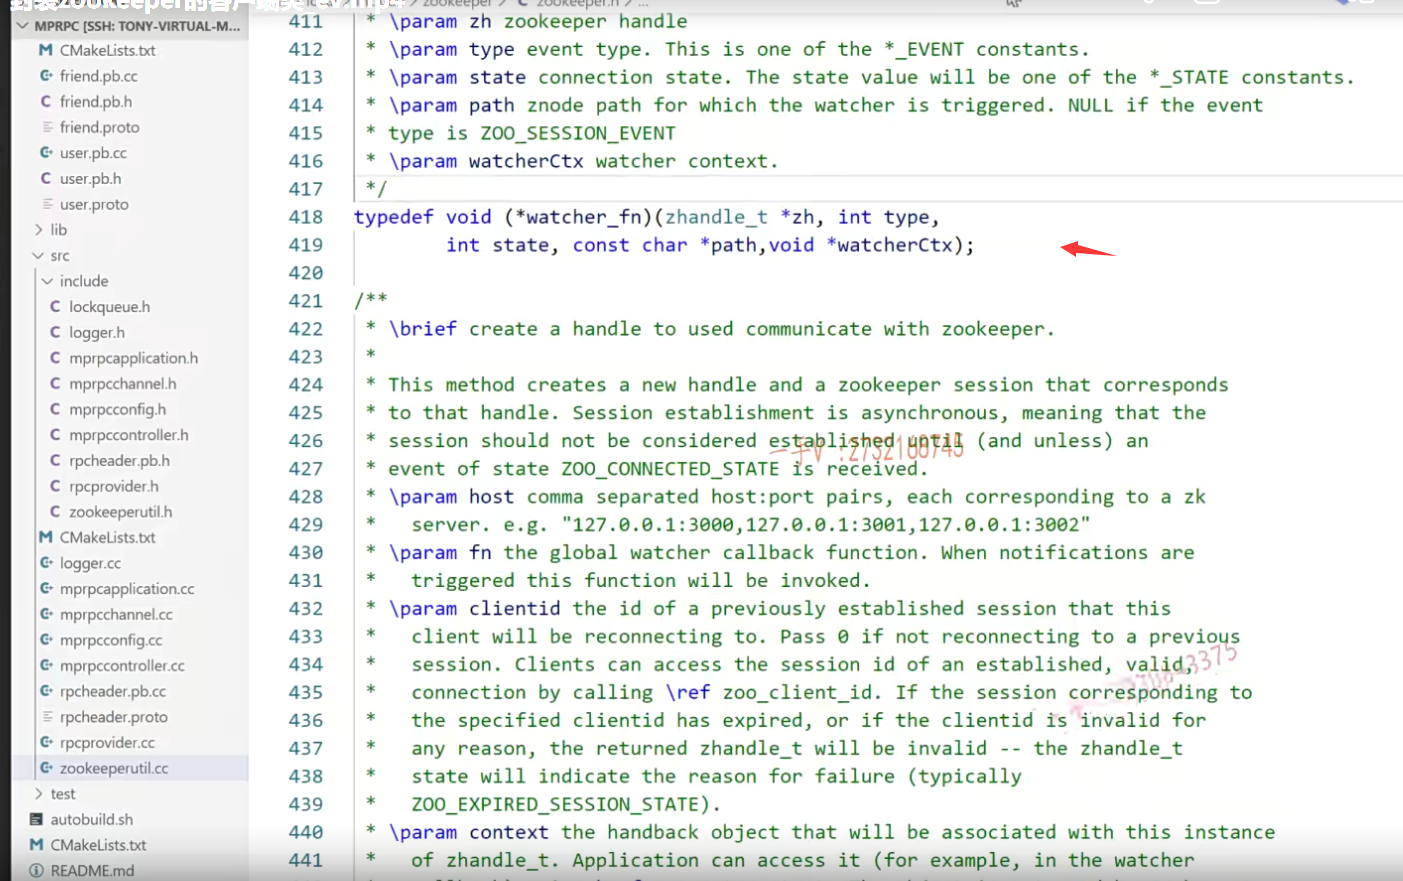 封装zookeeper的客户端类 ev.mp4
MPRPC [SSH: TONY-VIRTUAL-M...
CMakeLists.txt
friend.pb.cc
friend.pb.h
friend.proto
user.pb.cc
user.pb.h
user.proto
lib
src
include
lockqueue.h
logger.h
mprpcapplication.h
mprpcchannel.h
mprpcconfig.h
mprpccontroller.h
rpcheader.pb.h
rpcprovider.h
zookeeperutil.h
CMakeLists.txt
logger.cc
mprpcapplication.cc
mprpcchannel.cc
mprpcconfig.cc
mprpccontroller.cc
rpcheader.pb.cc
rpcheader.proto
rpcprovider.cc
zookeeperutil.cc
test
autobuild.sh
CMakeLists.txt
README.md
zookeeper > C zookeeper.h > ...
411 * \param zh zookeeper handle
412 * \param type event type. This is one of the *_EVENT constants.
413 * \param state connection state. The state value will be one of the *_STATE constants.
414 * \param path znode path for which the watcher is triggered. NULL if the event
415 * type is ZOO_SESSION_EVENT
416 * \param watcherCtx watcher context.
417 */
418 typedef void (*watcher_fn)(zhandle_t *zh, int type,
419 int state, const char *path,void *watcherCtx);
420
421 /**
422 * \brief create a handle to used communicate with zookeeper.
423 *
424 * This method creates a new handle and a zookeeper session that corresponds
425 * to that handle. Session establishment is asynchronous, meaning that the
426 * session should not be considered established until (and unless) an
一手V :2732168745
427 * event of state ZOO_CONNECTED_STATE is received.
428 * \param host comma separated host:port pairs, each corresponding to a zk
429 * server. e.g. "127.0.0.1:3000,127.0.0.1:3001,127.0.0.1:3002"
430 * \param fn the global watcher callback function. When notifications are
431 * triggered this function will be invoked.
432 * \param clientid the id of a previously established session that this
433 * client will be reconnecting to. Pass 0 if not reconnecting to a previous
434 * session. Clients can access the session id of an established, valid,
435 * connection by calling \ref zoo_client_id. If the session corresponding to
436 * the specified clientid has expired, or if the clientid is invalid for
437 * any reason, the returned zhandle_t will be invalid -- the zhandle_t
438 * state will indicate the reason for failure (typically
439 * ZOO_EXPIRED_SESSION_STATE).
440 * \param context the handback object that will be associated with this instance
441 * of zhandle_t. Application can access it (for example, in the watcher